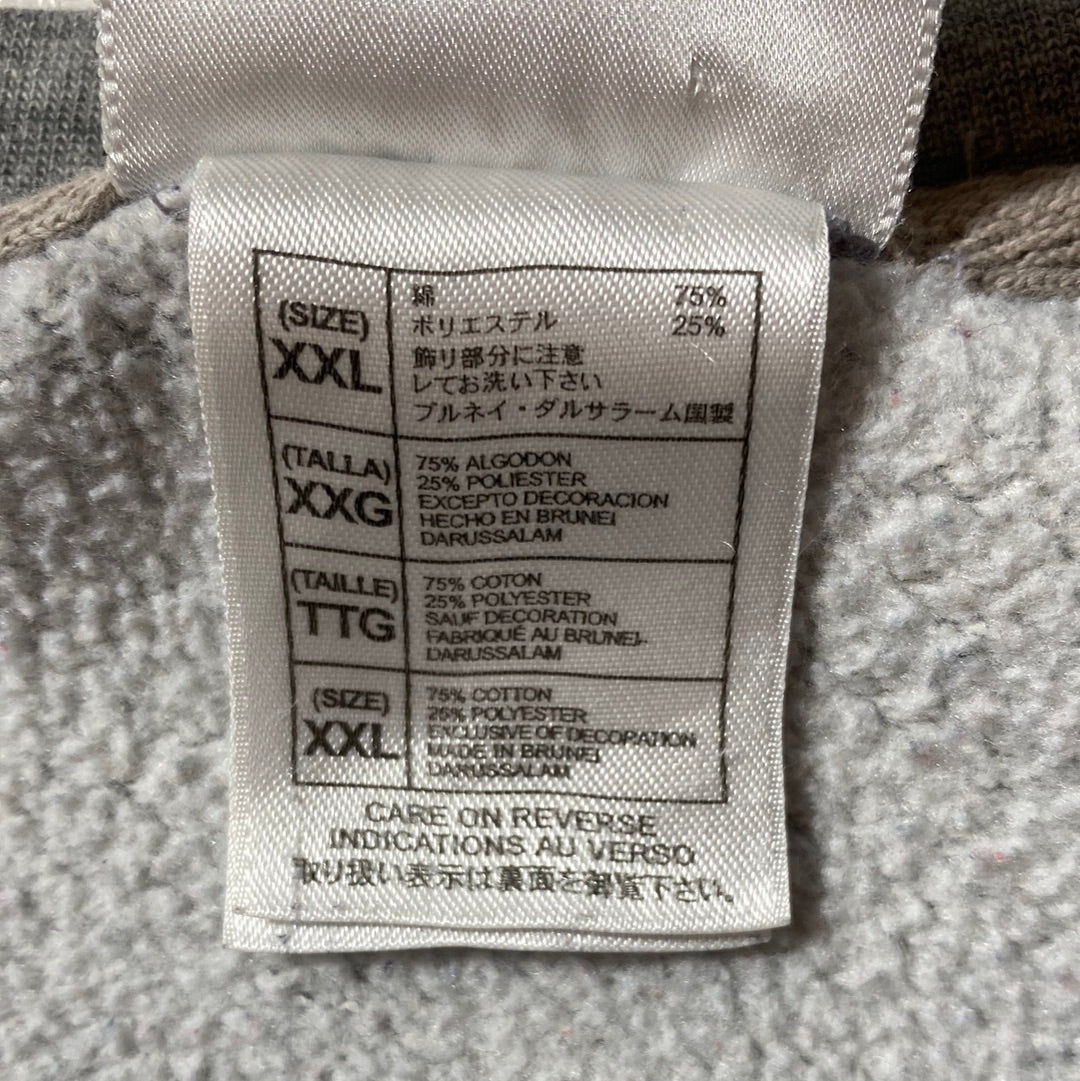 (SIZE)
XXL
綿 75%
ポリエステル 25%
飾り部分に注意
レてお洗い下さい
ブルネイ・ダルサラーム国製
(TALLA)
XXG
75% ALGODON
25% POLIESTER
EXCEPTO DECORACION
HECHO EN BRUNEI
DARUSSALAM
(TAILLE)
TTG
75% COTON
25% POLYESTER
SAUF DECORATION
FABRIQUÉ AU BRUNEI-
DARUSSALAM
(SIZE)
XXL
75% COTTON
25% POLYESTER
EXCLUSIVE OF DECORATION
MADE IN BRUNEI
DARUSSALAM
CARE ON REVERSE
INDICATIONS AU VERSO
取り扱い表示は裏面を御覧下さい。